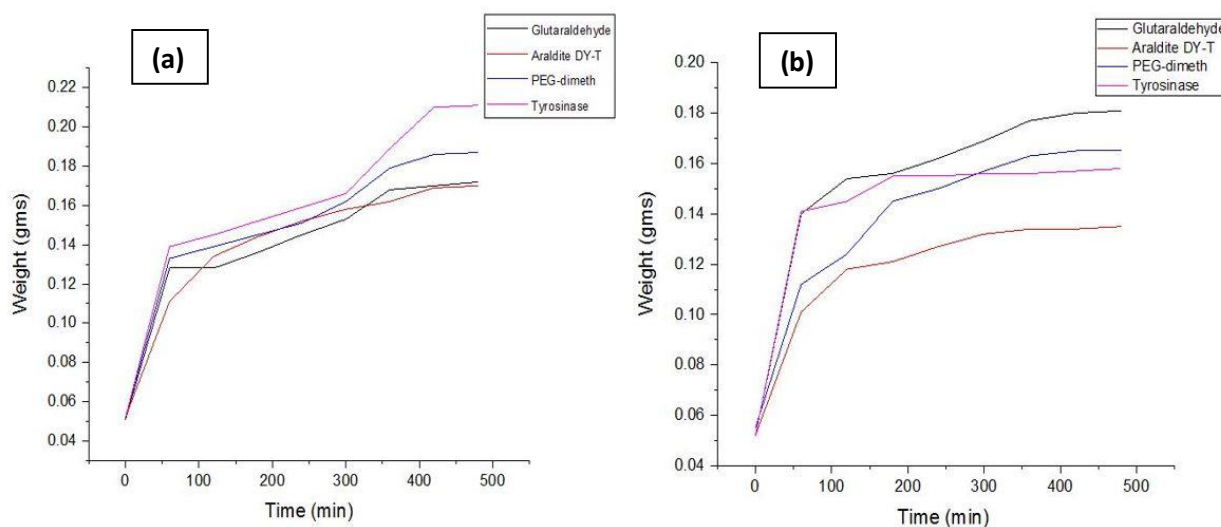 (a)
Glutaraldehyde
Araldite DY-T
PEG-dimeth
Tyrosinase
0.22
0.20
0.18
0.16
0.14
0.12
0.10
0.08
0.06
0.04
Weight (gms)
0 100 200 300 400 500
Time (min)
(b)
Glutaraldehyde
Araldite DY-T
PEG-dimeth
Tyrosinase
0.20
0.18
0.16
0.14
0.12
0.10
0.08
0.06
0.04
Weight (gms)
0 100 200 300 400 500
Time (min)